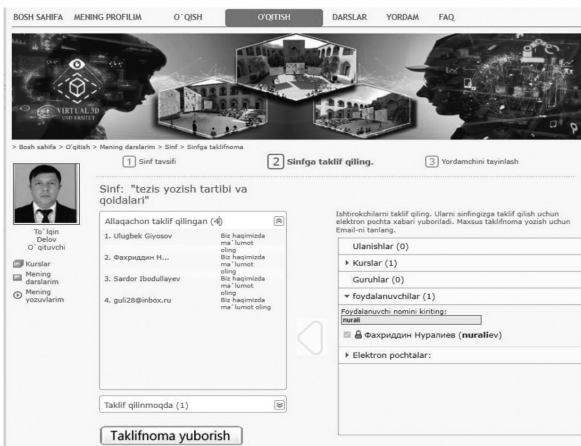 BOSH SAHIFA MENING PROFILIM O`QISH O'QITISH DARSLAR YORDAM FAQ
VIRTUAL 3D
UNIVERSITET
> Bosh sahifa > O'qitish > Mening darslarim > Sinf > Sinfga taklifnoma
1 Sinf tavsifi 2 Sinfga taklif qiling. 3 Yordamchini tayinlash
To`lqin
Delov
O`qituvchi
Kurslar
Mening
darslarim
Mening
yozuvlarim
Sinf: "tezis yozish tartibi va
qoidalari"
Allaqachon taklif qilingan (4)
1. Ulugbek Giyosov Biz haqimizda
ma`lumot
oling
2. Фахриддин Н... Biz haqimizda
ma`lumot
oling
3. Sardor Ibodullayev Biz haqimizda
ma`lumot
oling
4. guli28@inbox.ru Biz haqimizda
ma`lumot oling
Taklif qilinmoqda (1)
Taklifnoma yuborish
Ishtirokchilarni taklif qiling. Ularni sinfingizga taklif qilish uchun
elektron pochta xabari yuboriladi. Maxsus taklifnoma yozish uchun
Email-ni tanlang.
Ulanishlar (0)
Kurslar (1)
Guruhlar (0)
foydalanuvchilar (1)
Foydalanuvchi nomini kiriting:
nurali
Фахриддин Нуралиев (nuraliev)
Elektron pochtalar: